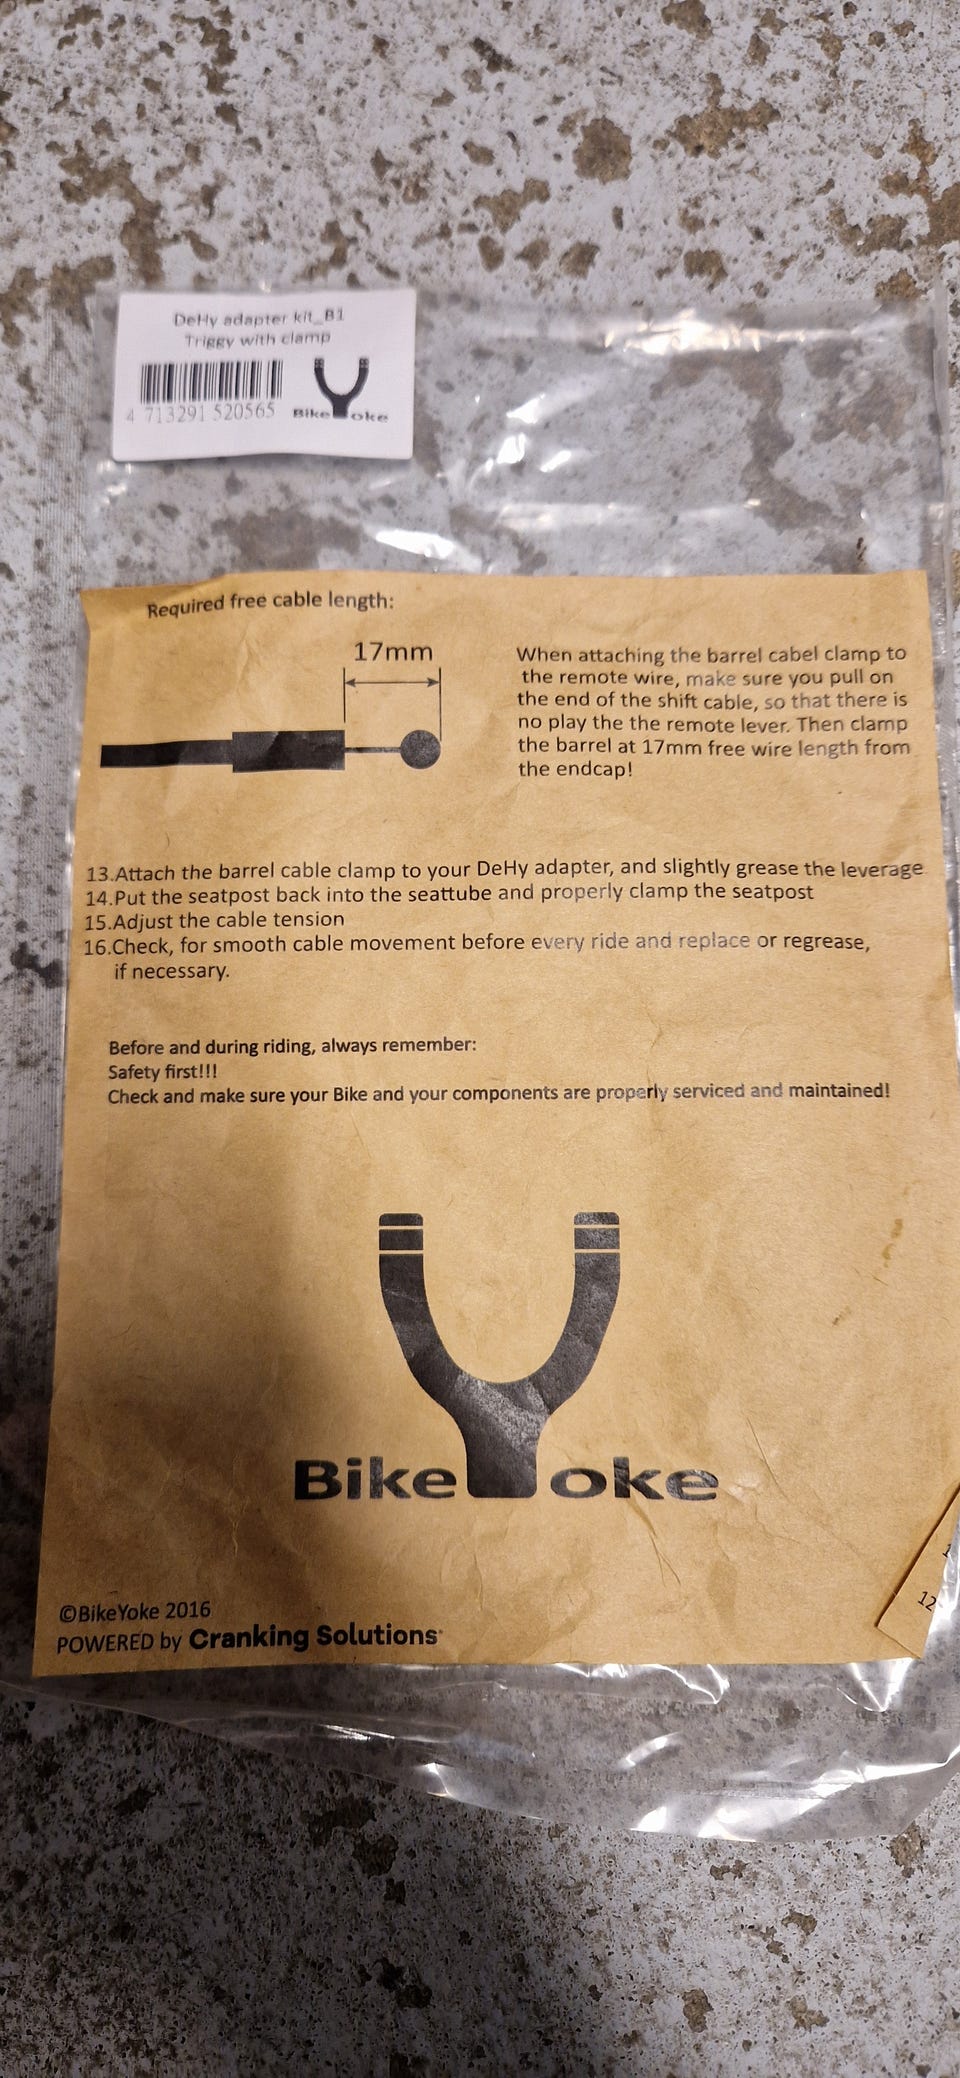 DeHy adapter kit_B1
Triggy with clamp
4 713291 520565
BikeYoke
Required free cable length:
17mm
When attaching the barrel cabel clamp to
the remote wire, make sure you pull on
the end of the shift cable, so that there is
no play the the remote lever. Then clamp
the barrel at 17mm free wire length from
the endcap!
13.Attach the barrel cable clamp to your DeHy adapter, and slightly grease the leverage
14.Put the seatpost back into the seattube and properly clamp the seatpost
15.Adjust the cable tension
16.Check, for smooth cable movement before every ride and replace or regrease,
if necessary.
Before and during riding, always remember:
Safety first!!!
Check and make sure your Bike and your components are properly serviced and maintained!
BikeYoke
12
©BikeYoke 2016
POWERED by Cranking Solutions